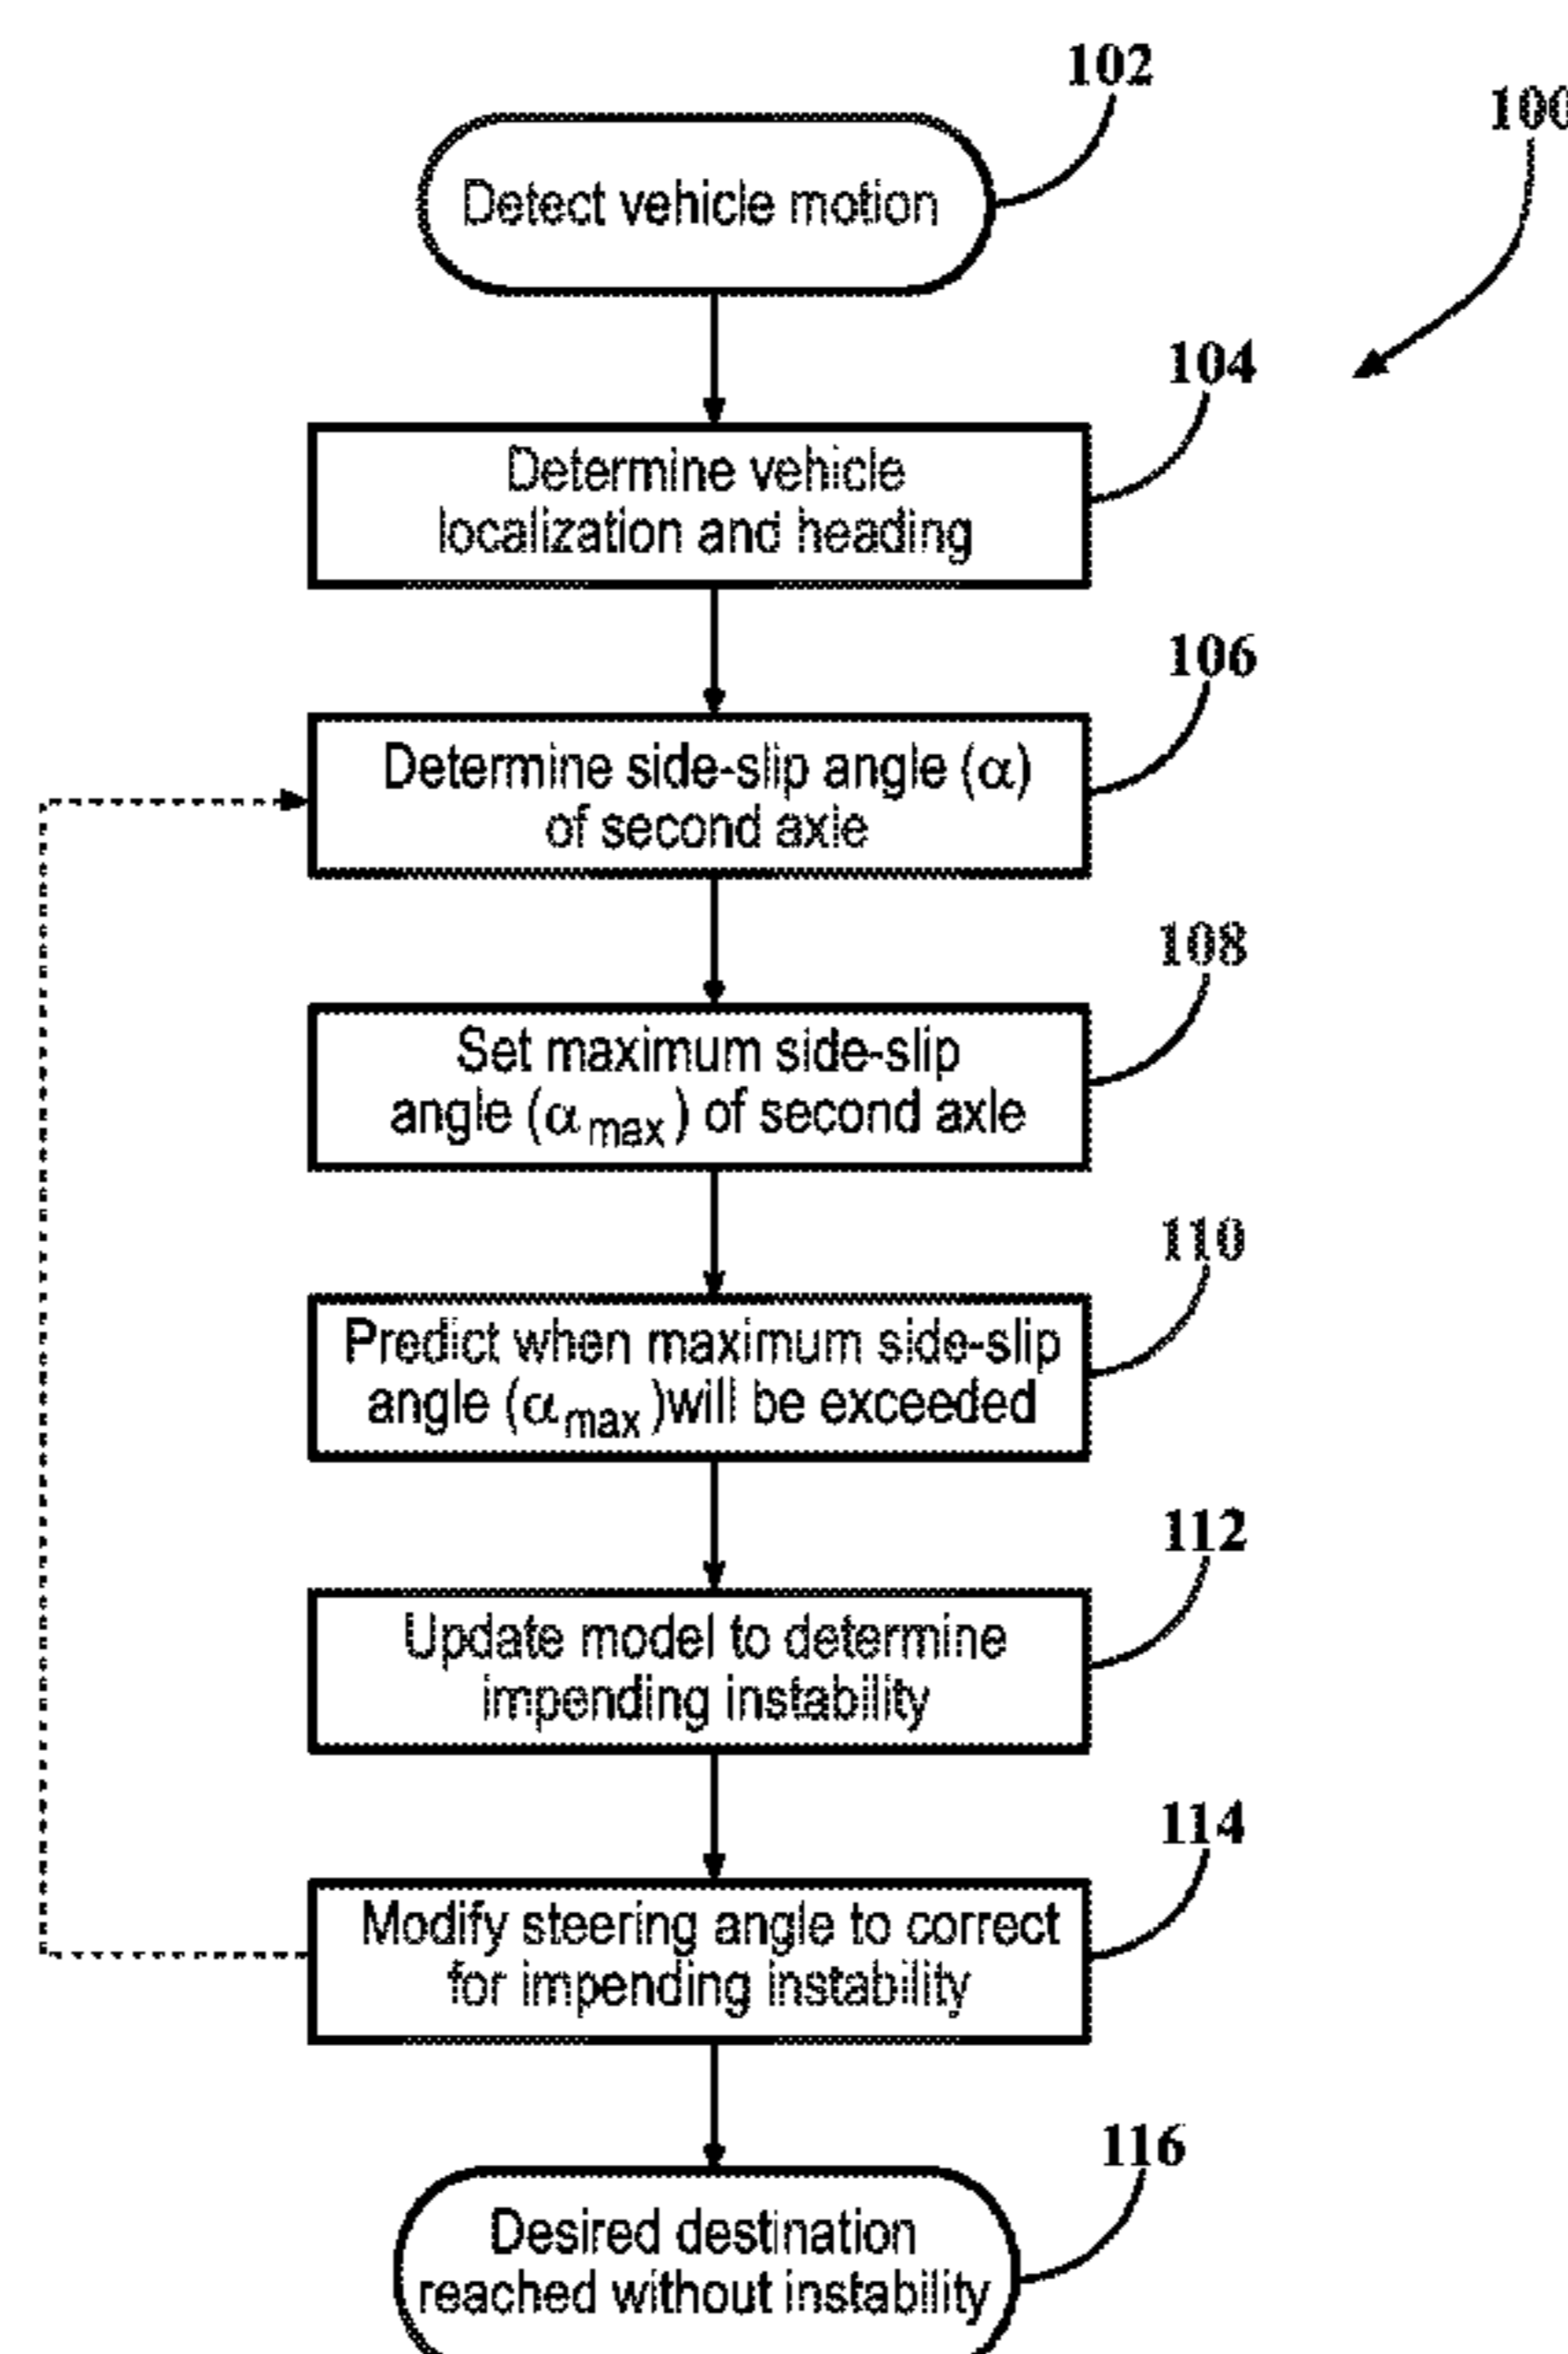 102
100
Detect vehicle motion
104
Determine vehicle
localization and heading
106
Determine side-slip angle (α)
of second axle
108
Set maximum side-slip
angle (α max) of second axle
110
Predict when maximum side-slip
angle (α max)will be exceeded
112
Update model to determine
impending instability
114
Modify steering angle to correct
for impending instability
116
Desired destination
reached without instability